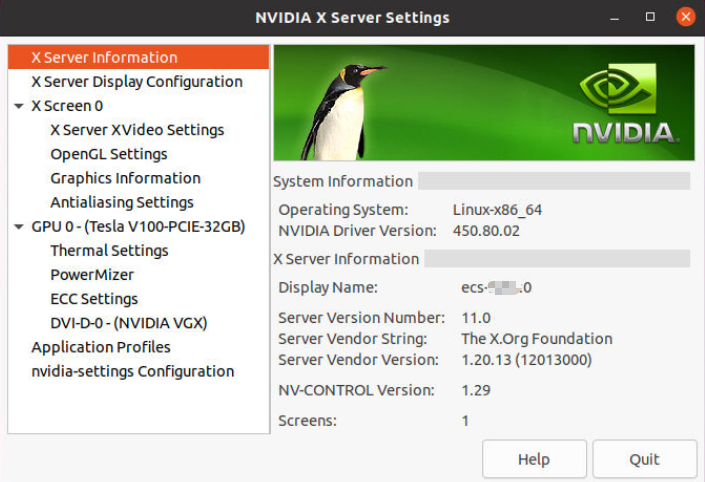 NVIDIA X Server Settings
X Server Information
X Server Display Configuration
X Screen 0
X Server XVideo Settings
OpenGL Settings
Graphics Information
Antialiasing Settings
GPU 0 - (Tesla V100-PCIE-32GB)
Thermal Settings
PowerMizer
ECC Settings
DVI-D-0 - (NVIDIA VGX)
Application Profiles
nvidia-settings Configuration
NVIDIA.
System Information
Operating System: Linux-x86_64
NVIDIA Driver Version: 450.80.02
X Server Information
Display Name: ecs- .0
Server Version Number: 11.0
Server Vendor String: The X.Org Foundation
Server Vendor Version: 1.20.13 (12013000)
NV-CONTROL Version: 1.29
Screens: 1
Help Quit